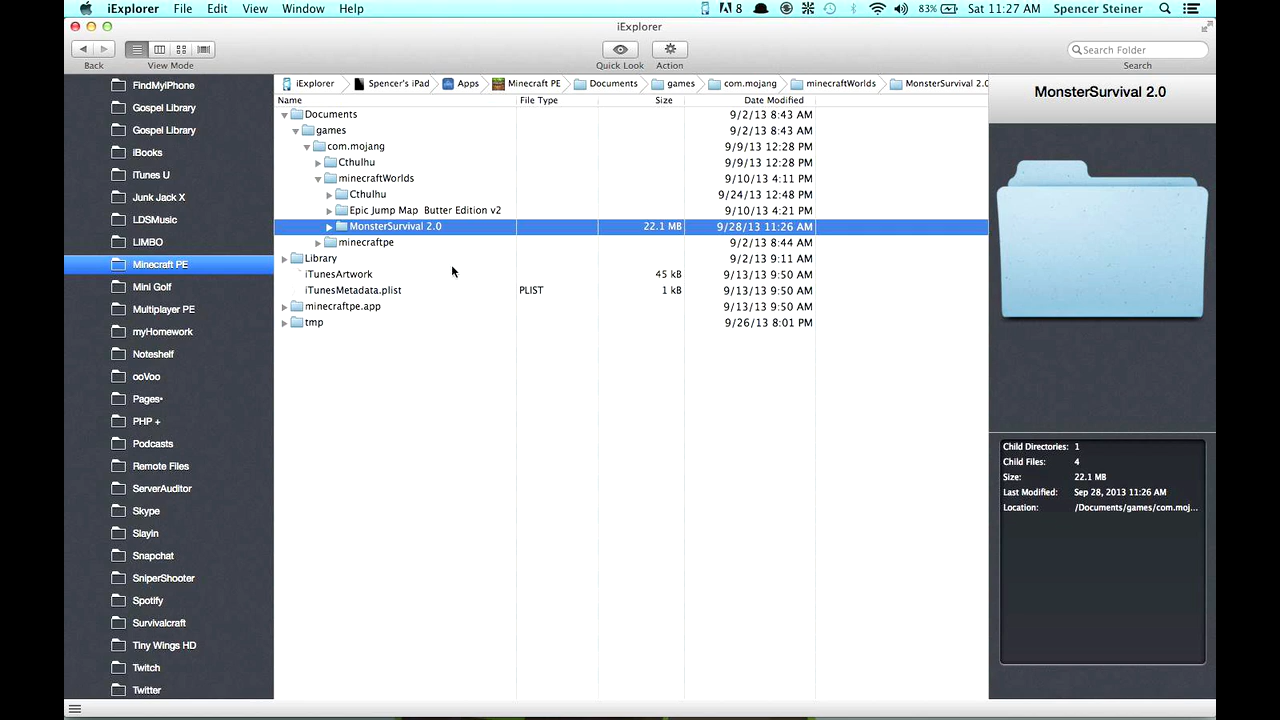 iExplorer File Edit View Window Help 8 83% Sat 11:27 AM Spencer Steiner
iExplorer
Back View Mode Quick Look Action Search Folder Search
iExplorer Spencer's iPad Apps Minecraft PE Documents games com.mojang minecraftWorlds MonsterSurvival 2.0
FindMyiPhone
Gospel Library
Gospel Library
iBooks
iTunes U
Junk Jack X
LDSMusic
LIMBO
Minecraft PE
Mini Golf
Multiplayer PE
myHomework
Noteshelf
ooVoo
Pages•
PHP +
Podcasts
Remote Files
ServerAuditor
Skype
Slayin
Snapchat
SniperShooter
Spotify
Survivalcraft
Tiny Wings HD
Twitch
Twitter
Name File Type Size Date Modified
Documents 9/2/13 8:43 AM
games 9/2/13 8:43 AM
com.mojang 9/9/13 12:28 PM
Cthulhu 9/9/13 12:28 PM
minecraftWorlds 9/10/13 4:11 PM
Cthulhu 9/24/13 12:48 PM
Epic Jump Map Butter Edition v2 9/10/13 4:21 PM
MonsterSurvival 2.0 22.1 MB 9/28/13 11:26 AM
minecraftpe 9/2/13 8:44 AM
Library 9/2/13 9:11 AM
iTunesArtwork 45 kB 9/13/13 9:50 AM
iTunesMetadata.plist PLIST 1 kB 9/13/13 9:50 AM
minecraftpe.app 9/13/13 9:50 AM
tmp 9/26/13 8:01 PM
MonsterSurvival 2.0
Child Directories: 1
Child Files: 4
Size: 22.1 MB
Last Modified: Sep 28, 2013 11:26 AM
Location: /Documents/games/com.moj...